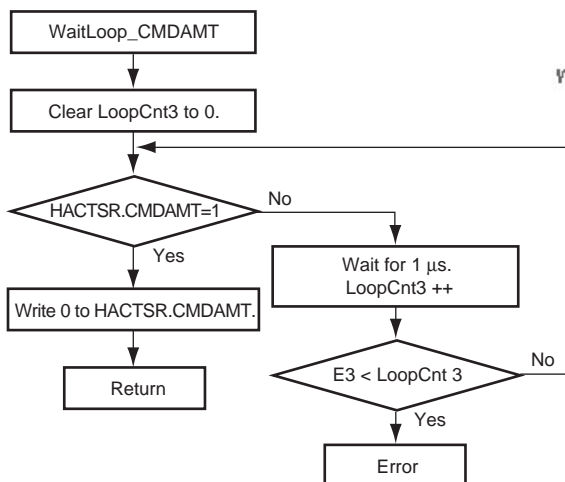 WaitLoop_CMDAMT
Clear LoopCnt3 to 0.
HACTSR.CMDAMT=1
No
Yes
Wait for 1 μs.
LoopCnt3 ++
Write 0 to HACTSR.CMDAMT.
Return
E3 < LoopCnt 3
No
Yes
Error